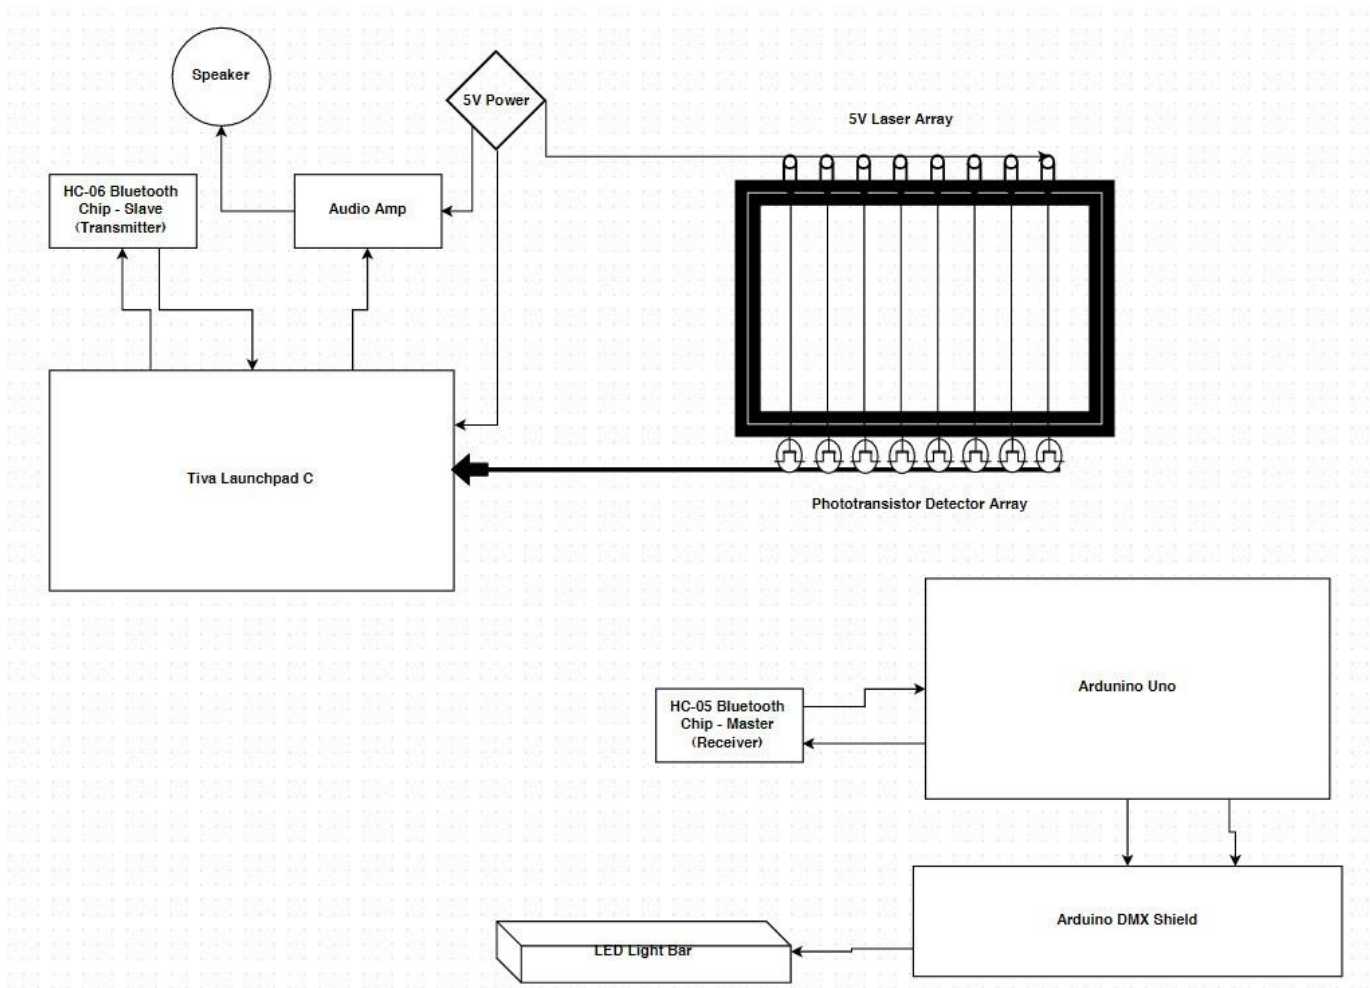 Speaker
5V Power
5V Laser Array
HC-06 Bluetooth
Chip - Slave
(Transmitter)
Audio Amp
Tiva Launchpad C
Phototransistor Detector Array
Ardunino Uno
HC-05 Bluetooth
Chip - Master
(Receiver)
Arduino DMX Shield
LED Light Bar